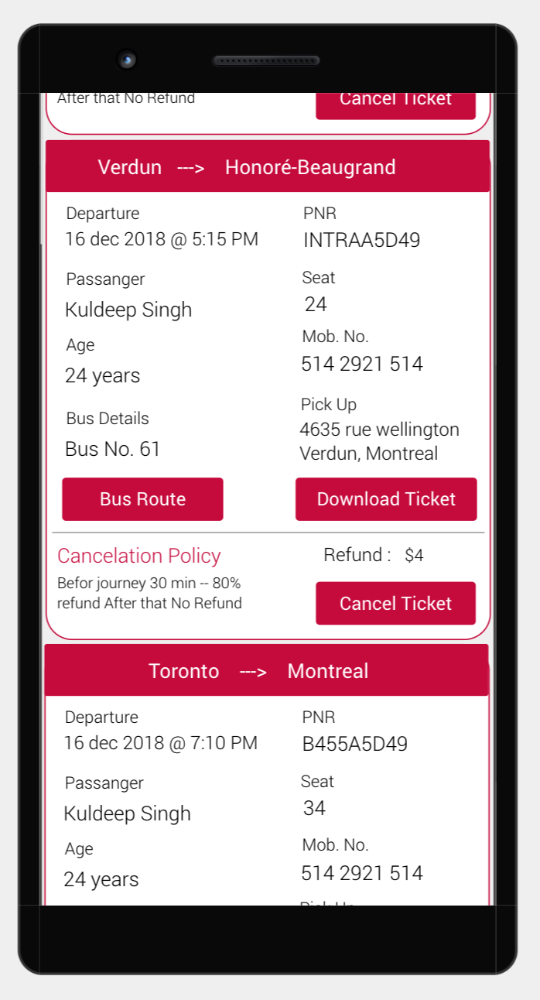 After that No Refund
Cancel Ticket
Verdun ---> Honoré-Beaugrand
Departure
16 dec 2018 @ 5:15 PM
PNR
INTRAA5D49
Passanger
Kuldeep Singh
Seat
24
Age
24 years
Mob. No.
514 2921 514
Bus Details
Bus No. 61
Pick Up
4635 rue wellington
Verdun, Montreal
Bus Route
Download Ticket
Cancelation Policy
Befor journey 30 min -- 80%
refund After that No Refund
Refund : $4
Cancel Ticket
Toronto ---> Montreal
Departure
16 dec 2018 @ 7:10 PM
PNR
B455A5D49
Passanger
Kuldeep Singh
Seat
34
Age
24 years
Mob. No.
514 2921 514
Pick Up